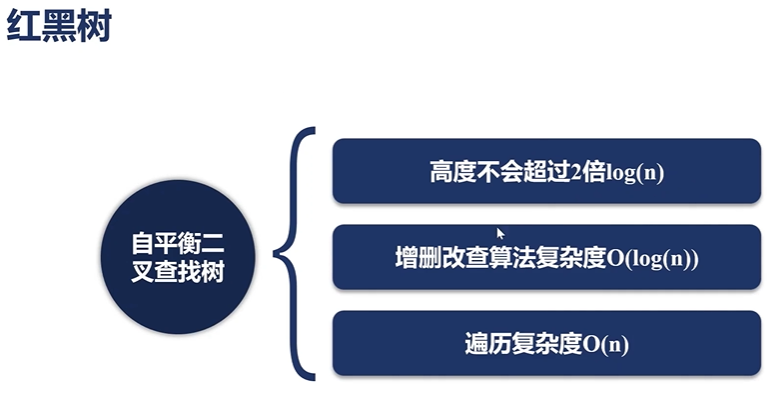 红黑树
自平衡二
叉查找树
高度不会超过2倍log(n)
增删改查算法复杂度O(log(n))
遍历复杂度O(n)